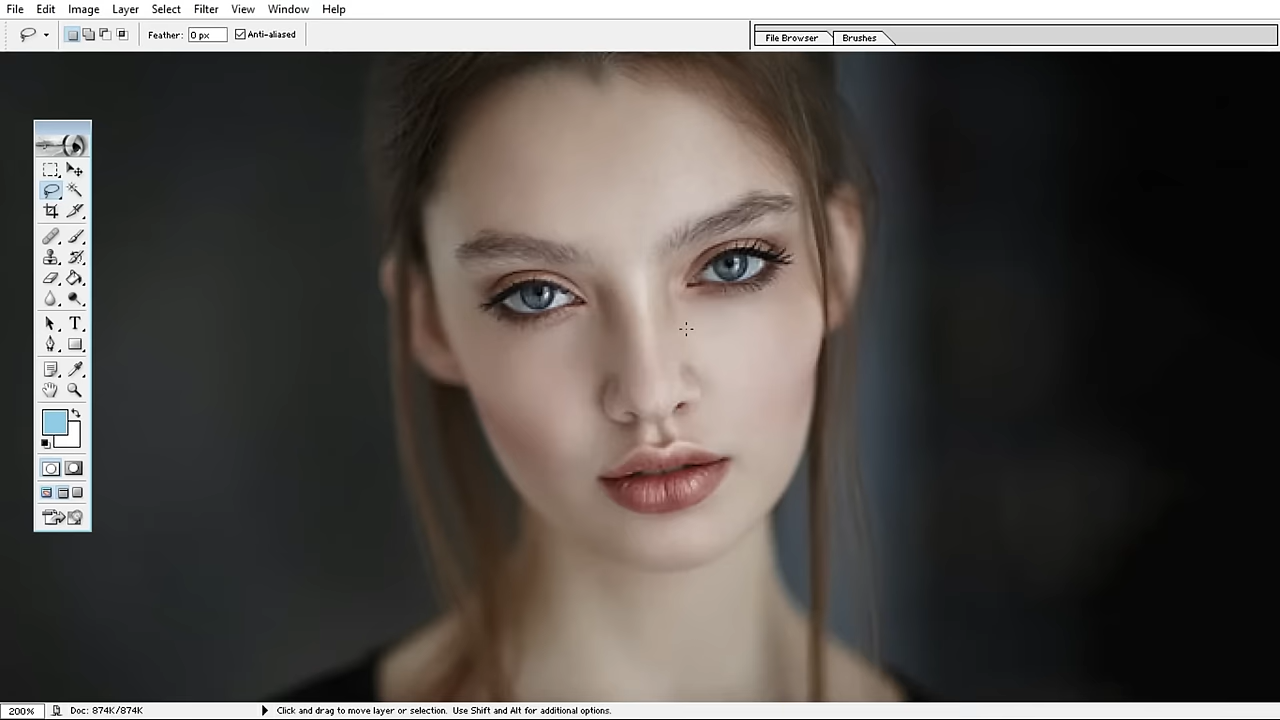 File Edit Image Layer Select Filter View Window Help
Feather: 0 px Anti-aliased File Browser Brushes
T
200% Doc: 874K/874K Click and drag to move layer or selection. Use Shift and Alt for additional options.